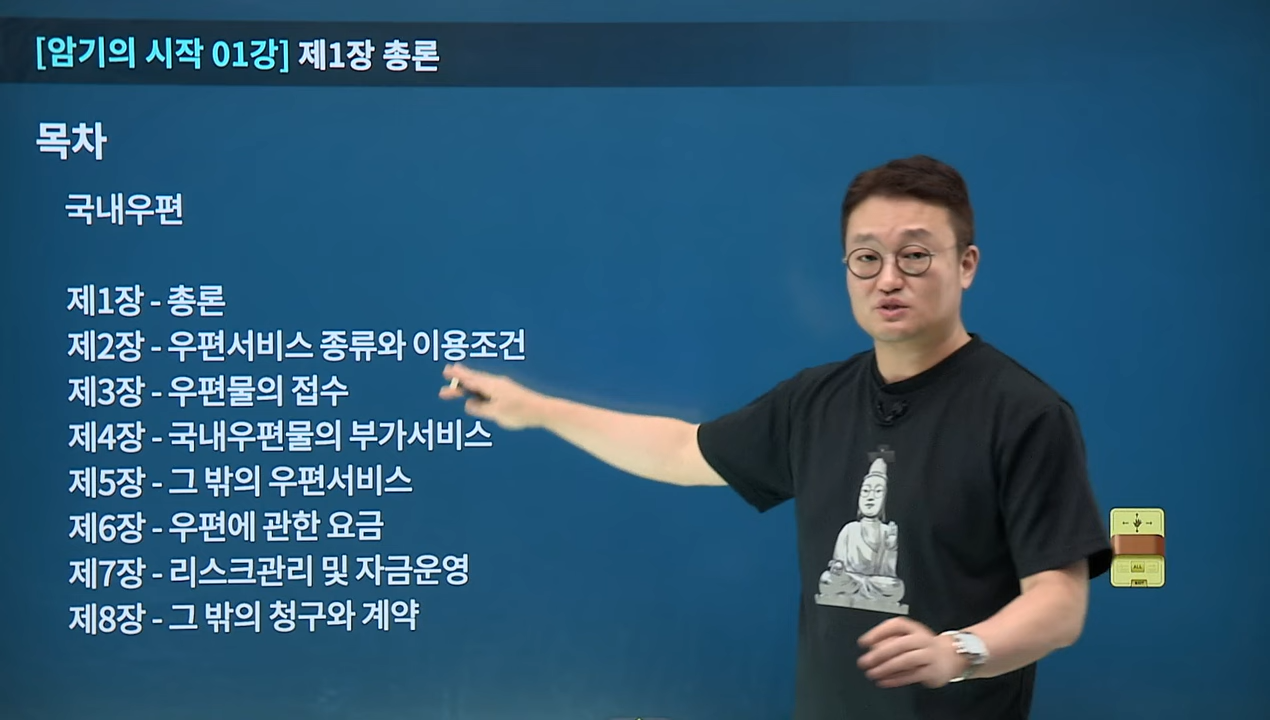 [암기의 시작 01강] 제1장 총론
목차
국내우편
제1장 - 총론
제2장 - 우편서비스 종류와 이용조건
제3장 - 우편물의 접수
제4장 - 국내우편물의 부가서비스
제5장 - 그 밖의 우편서비스
제6장 - 우편에 관한 요금
제7장 - 리스크관리 및 자금운영
제8장 - 그 밖의 청구와 계약